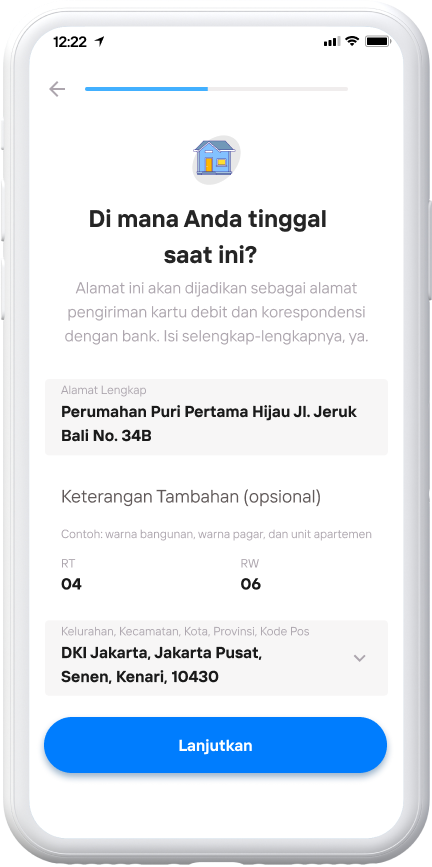 12:22
Di mana Anda tinggal
saat ini?
Alamat ini akan dijadikan sebagai alamat
pengiriman kartu debit dan korespondensi
dengan bank. Isi selengkap-lengkapnya, ya.
Alamat Lengkap
Perumahan Puri Pertama Hijau Jl. Jeruk
Bali No. 34B
Keterangan Tambahan (opsional)
Contoh: warna bangunan, warna pagar, dan unit apartemen
RT RW
04 06
Kelurahan, Kecamatan, Kota, Provinsi, Kode Pos
DKI Jakarta, Jakarta Pusat,
Senen, Kenari, 10430
Lanjutkan